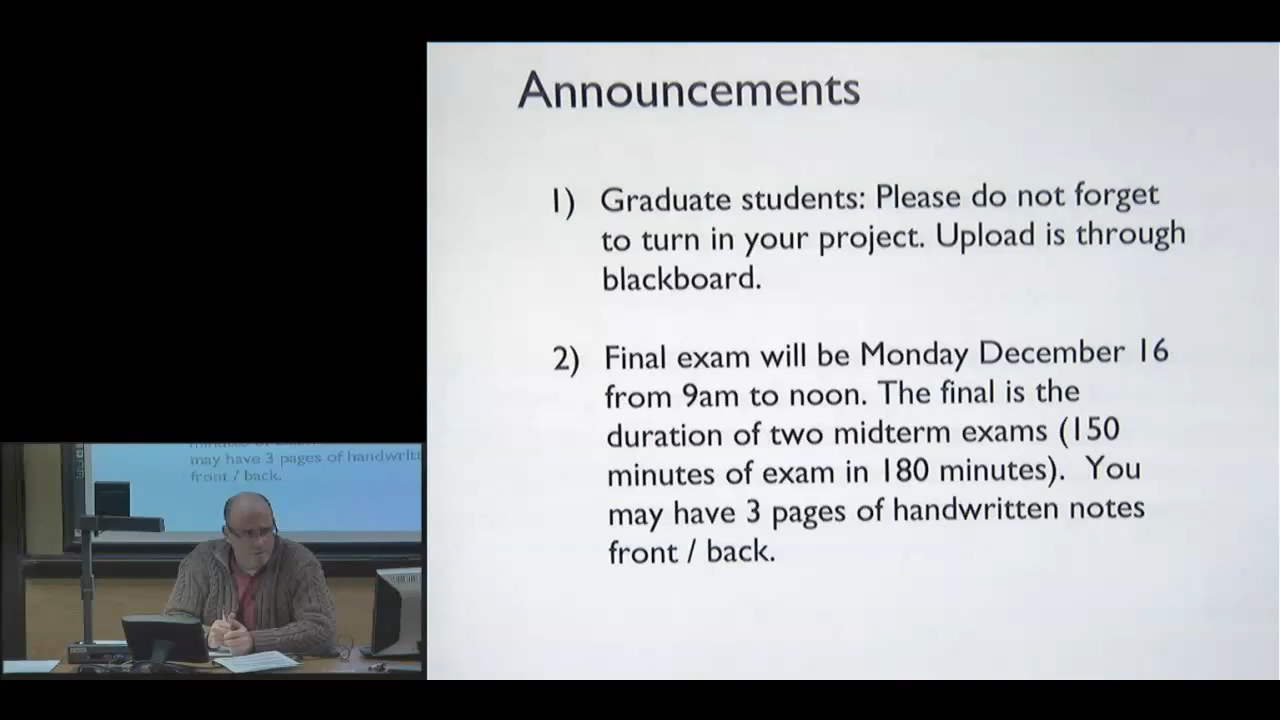 Announcements
1) Graduate students: Please do not forget
to turn in your project. Upload is through
blackboard.
2) Final exam will be Monday December 16
from 9am to noon. The final is the
duration of two midterm exams (150
minutes of exam in 180 minutes). You
may have 3 pages of handwritten notes
front / back.
may have 3 pages of handwritt
front / back.